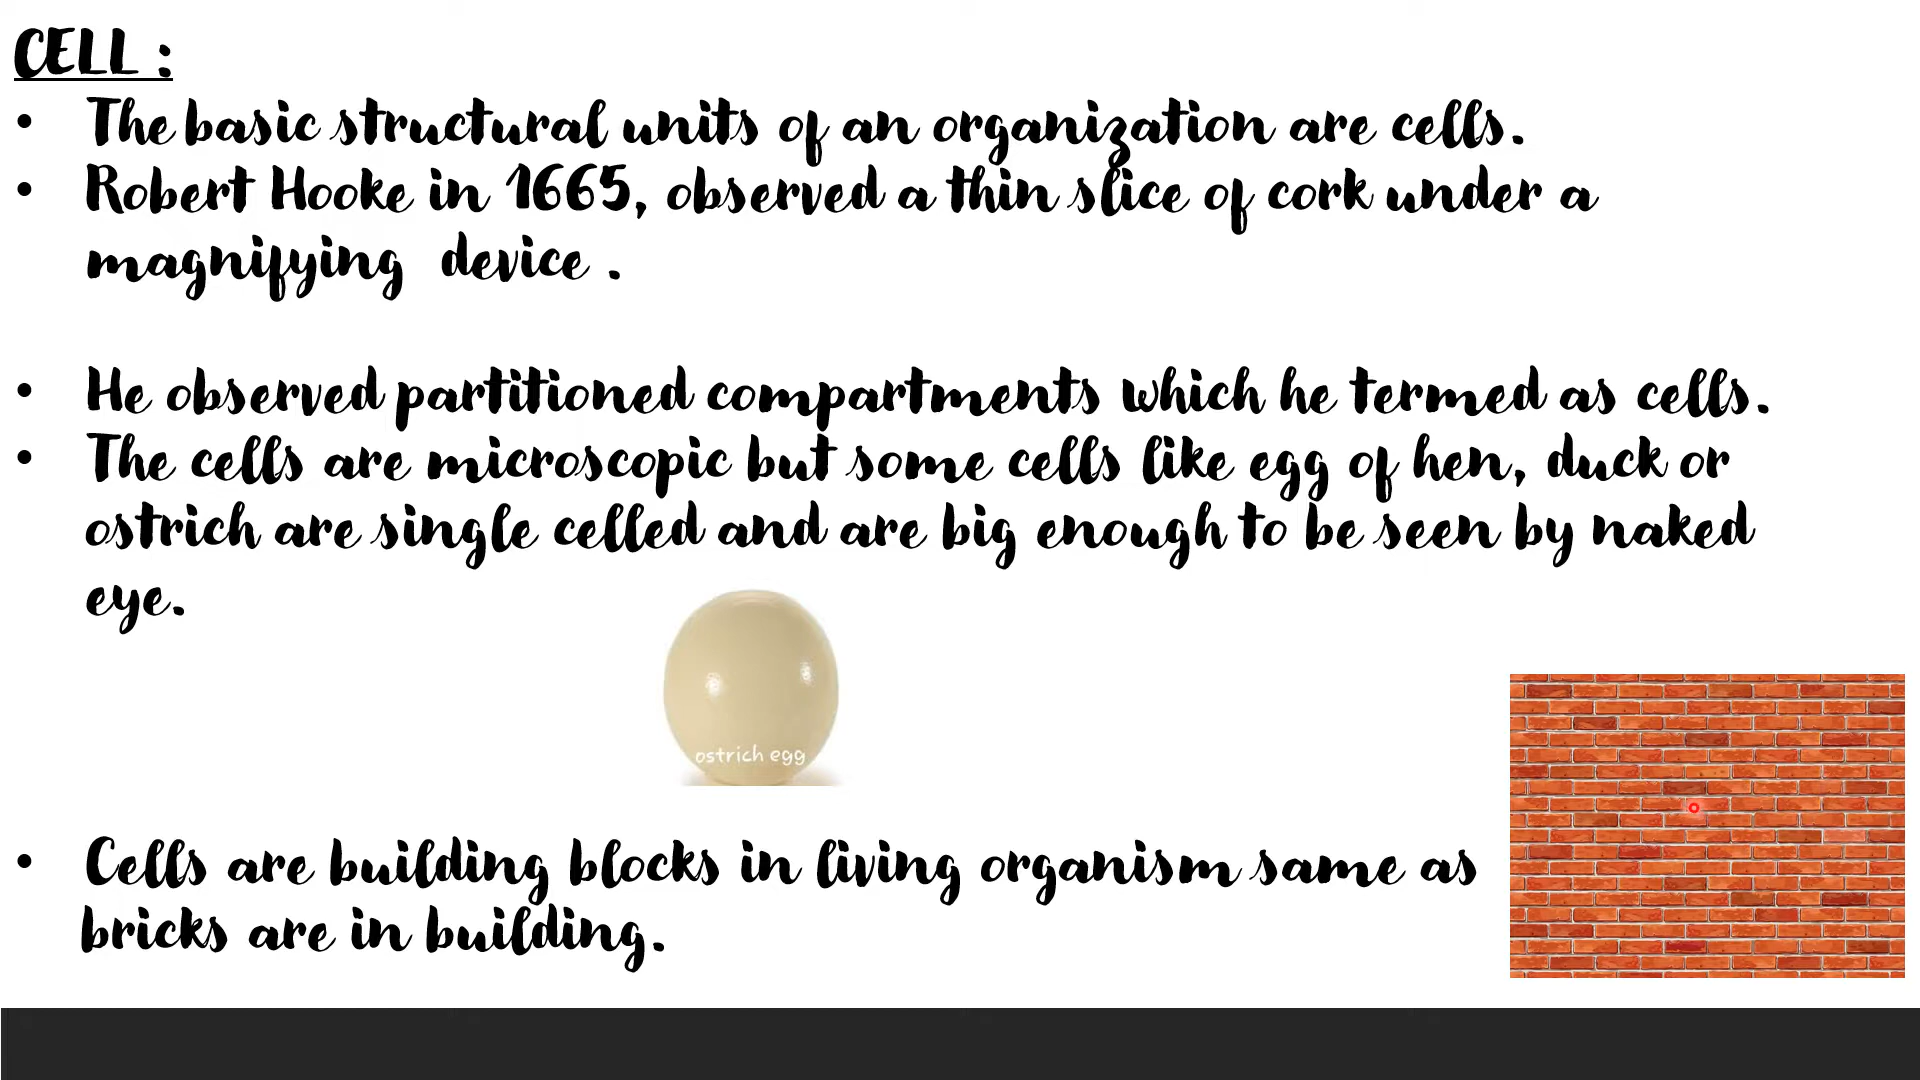 CELL :
• The basic structural units of an organization are cells.
• Robert Hooke in 1665, observed a thin slice of cork under a
magnifying device .
• He observed partitioned compartments which he termed as cells.
• The cells are microscopic but some cells like egg of hen, duck or
ostrich are single celled and are big enough to be seen by naked
eye.
ostrich egg
• Cells are building blocks in living organism same as
bricks are in building.